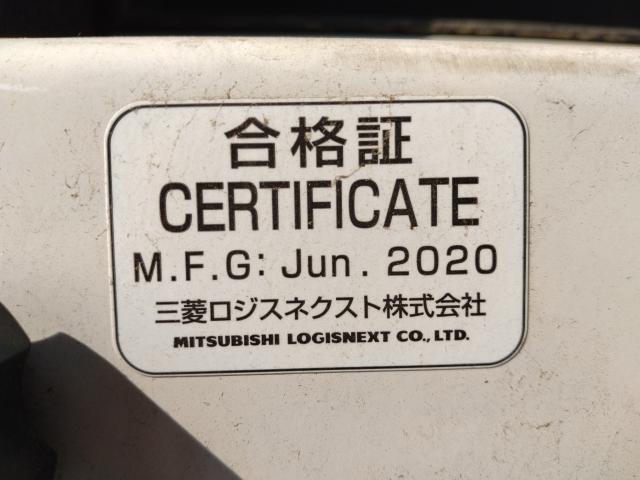 合格証
CERTIFICATE
M.F.G: Jun. 2020
三菱ロジスネクスト株式会社
MITSUBISHI LOGISNEXT CO., LTD.